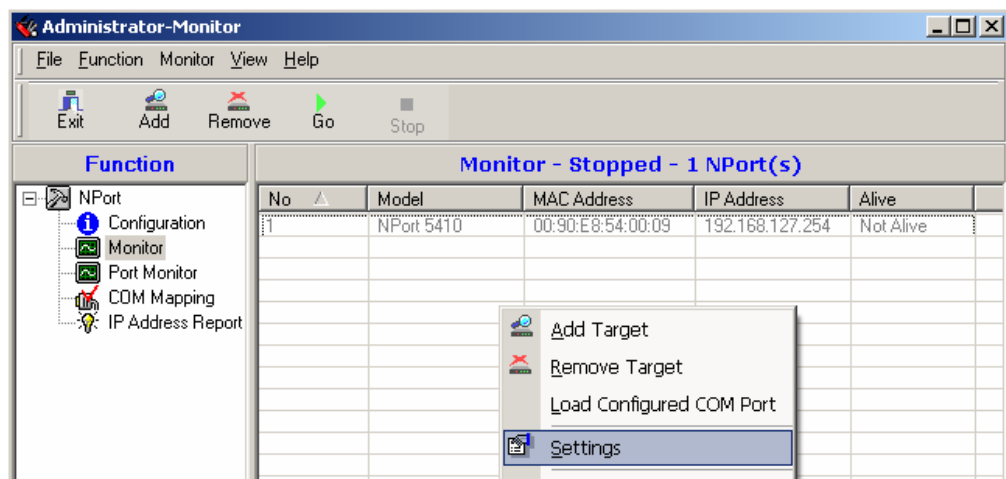 Administrator-Monitor
File Function Monitor View Help
Exit Add Remove Go Stop
Function
Monitor - Stopped - 1 NPort(s)
NPort
Configuration
Monitor
Port Monitor
COM Mapping
IP Address Report
No Model MAC Address IP Address Alive
1 NPort 5410 00:90:E8:54:00:09 192.168.127.254 Not Alive
Add Target
Remove Target
Load Configured COM Port
Settings